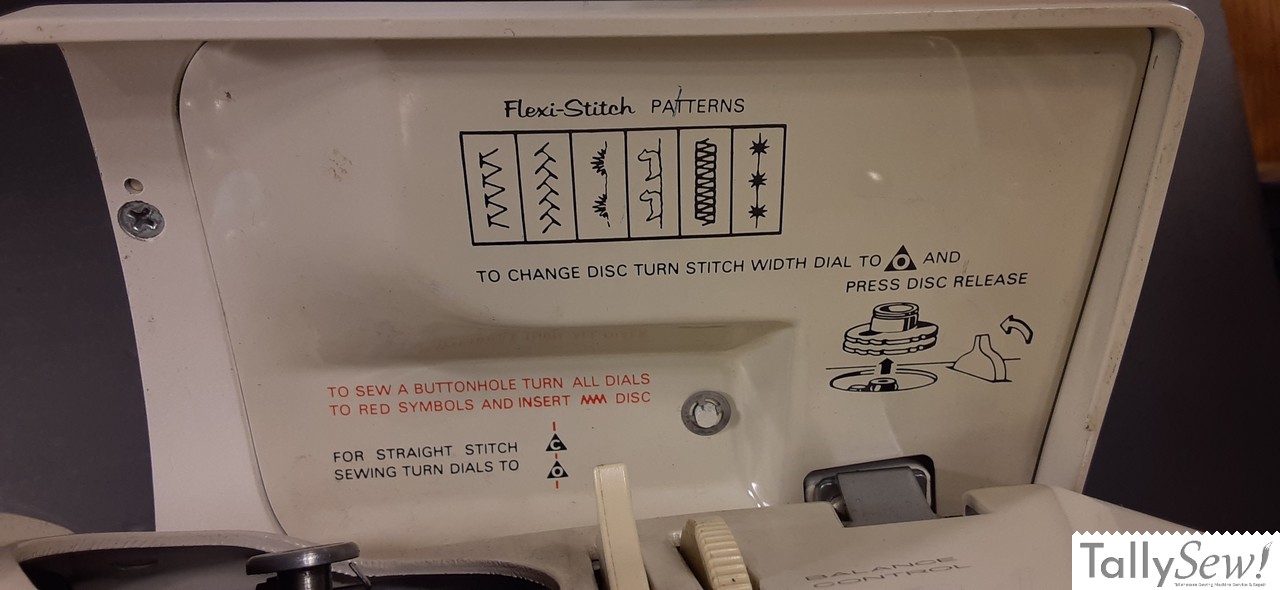 Flexi-Stitch PATTERNS
TO CHANGE DISC TURN STITCH WIDTH DIAL TO O AND
PRESS DISC RELEASE
TO SEW A BUTTONHOLE TURN ALL DIALS
TO RED SYMBOLS AND INSERT DISC
FOR STRAIGHT STITCH
SEWING TURN DIALS TO
C
O
BALANCE
CONTROL
TallySew!